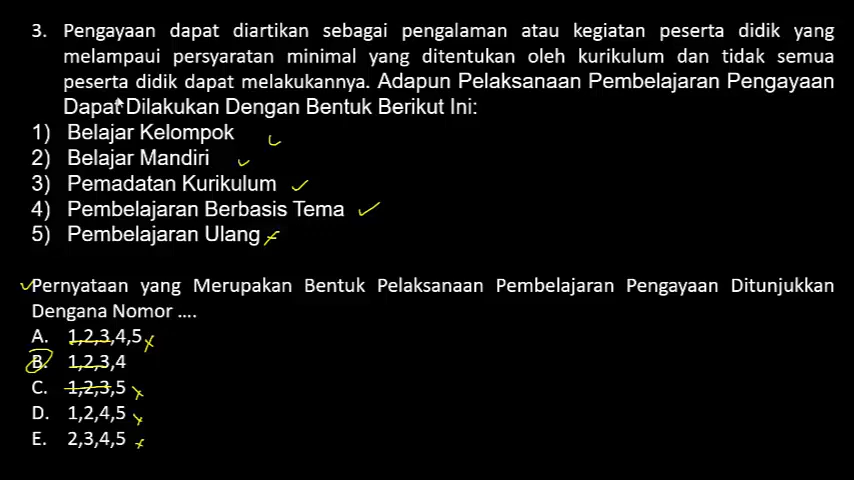 3. Pengayaan dapat diartikan sebagai pengalaman atau kegiatan peserta didik yang
melampaui persyaratan minimal yang ditentukan oleh kurikulum dan tidak semua
peserta didik dapat melakukannya. Adapun Pelaksanaan Pembelajaran Pengayaan
Dapat Dilakukan Dengan Bentuk Berikut Ini:
1) Belajar Kelompok
2) Belajar Mandiri
3) Pemadatan Kurikulum
4) Pembelajaran Berbasis Tema
5) Pembelajaran Ulang
Pernyataan yang Merupakan Bentuk Pelaksanaan Pembelajaran Pengayaan Ditunjukkan
Dengana Nomor ....
A. 1,2,3,4,5
B. 1,2,3,4
C. 1,2,3,5
D. 1,2,4,5
E. 2,3,4,5